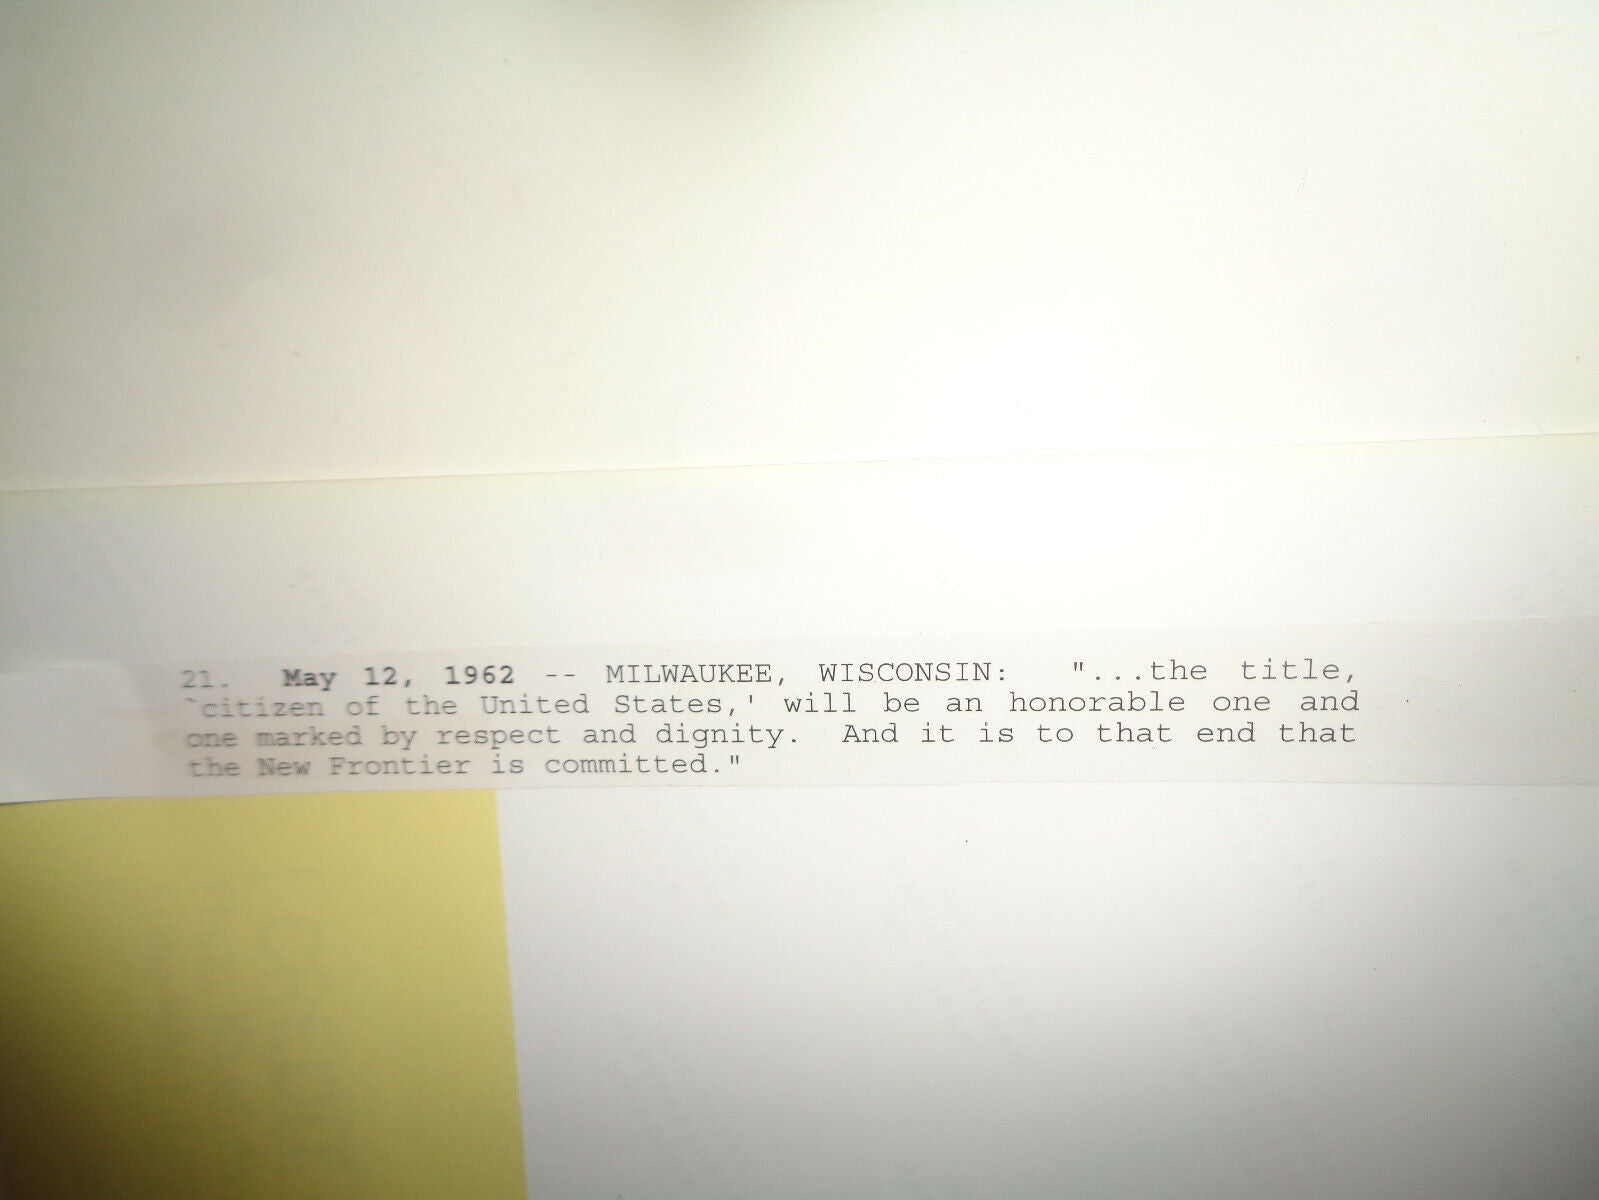 21.  May 12, 1962 -- MILWAUKEE, WISCONSIN:  "...the title,
`citizen of the United States,' will be an honorable one and
one marked by respect and dignity.  And it is to that end that
the New Frontier is committed."